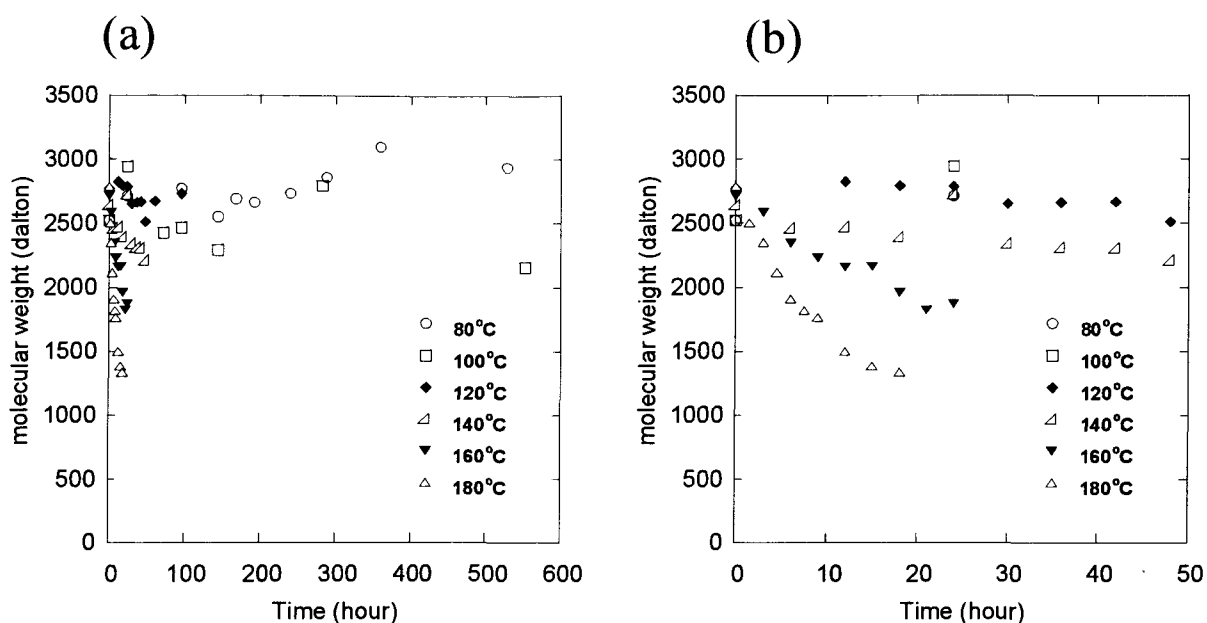 (a)
3500
3000
2500
2000
1500
1000
500
0
molecular weight (dalton)
0 100 200 300 400 500 600
Time (hour)
80°C
100°C
120°C
140°C
160°C
180°C
(b)
3500
3000
2500
2000
1500
1000
500
0
molecular weight (dalton)
0 10 20 30 40 50
Time (hour)
80°C
100°C
120°C
140°C
160°C
180°C